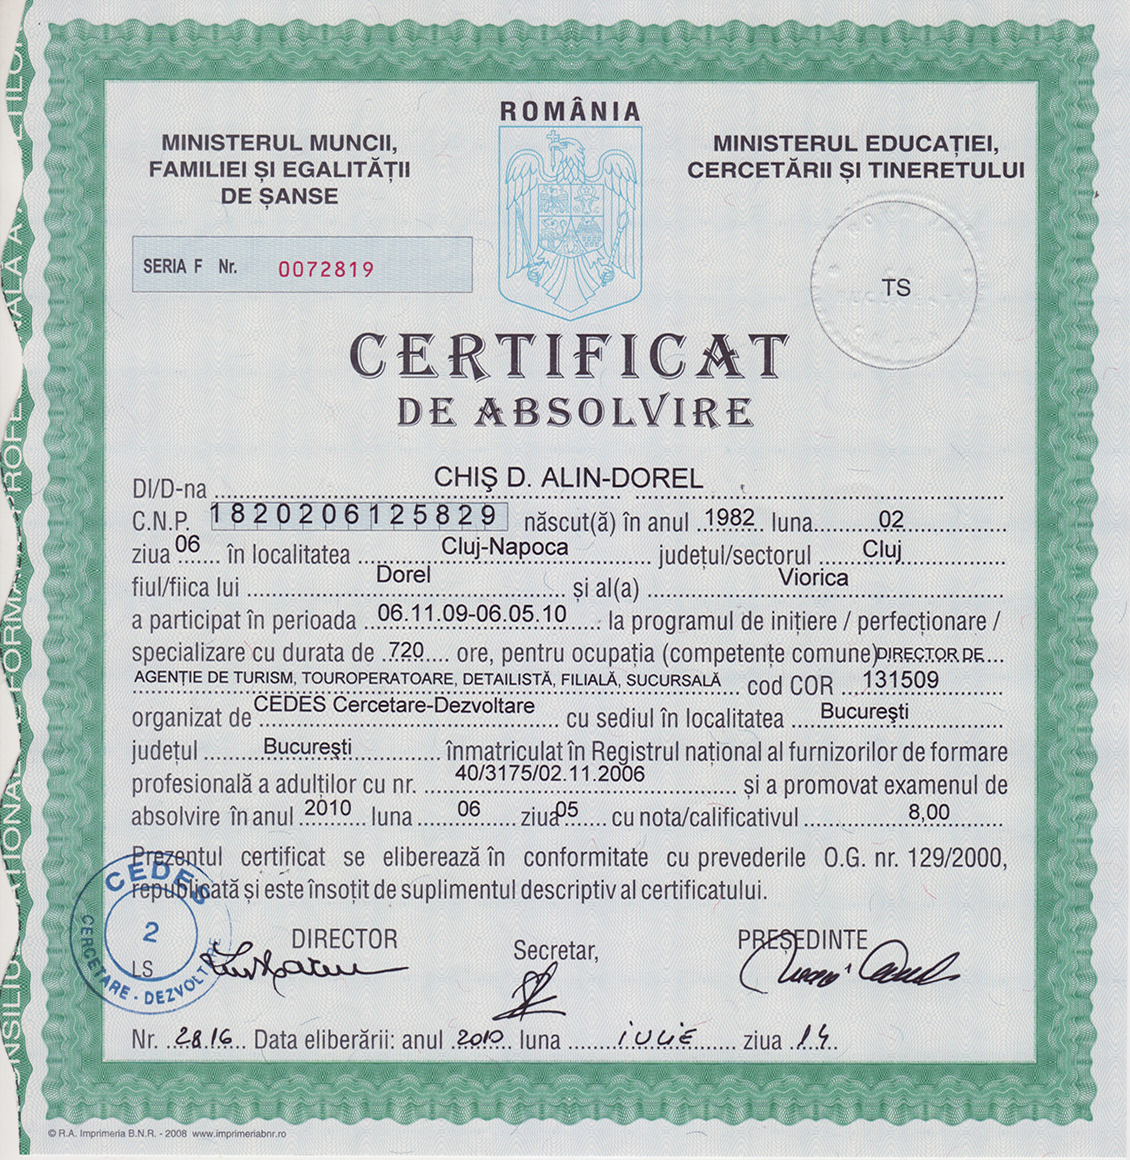 ROMÂNIA
MINISTERUL MUNCII,
FAMILIEI ȘI EGALITĂȚII
DE ȘANSE
MINISTERUL EDUCAȚIEI,
CERCETĂRII ȘI TINERETULUI
SERIA F Nr. 0072819
TS
CERTIFICAT
DE ABSOLVIRE
Dl/D-na CHIȘ D. ALIN-DOREL
C.N.P. 1820206125829 născut(ă) în anul 1982 luna 02
ziua 06 în localitatea Cluj-Napoca județul/sectorul Cluj
fiul/fiica lui Dorel și al(a) Viorica
a participat în perioada 06.11.09-06.05.10 la programul de inițiere / perfecționare /
specializare cu durata de 720 ore, pentru ocupația (competențe comune) DIRECTOR DE
AGENȚIE DE TURISM, TOUROPERATOARE, DETAILISTĂ, FILIALĂ, SUCURSALĂ cod COR 131509
organizat de CEDES Cercetare-Dezvoltare cu sediul în localitatea București
județul București înmatriculat în Registrul național al furnizorilor de formare
profesională a adulților cu nr. 40/3175/02.11.2006 și a promovat examenul de
absolvire în anul 2010 luna 06 ziua 05 cu nota/calificativul 8,00
Prezentul certificat se eliberează în conformitate cu prevederile O.G. nr. 129/2000,
republicată și este însoțit de suplimentul descriptiv al certificatului.
CEDES
2
CERCETARE - DEZVOLTARE
DIRECTOR
Secretar,
PREȘEDINTE
LS
Nr. 2816 Data eliberării: anul 2010 luna iulie ziua 14
© R.A. Imprimeria B.N.R. - 2008 www.imprimeriabnr.ro